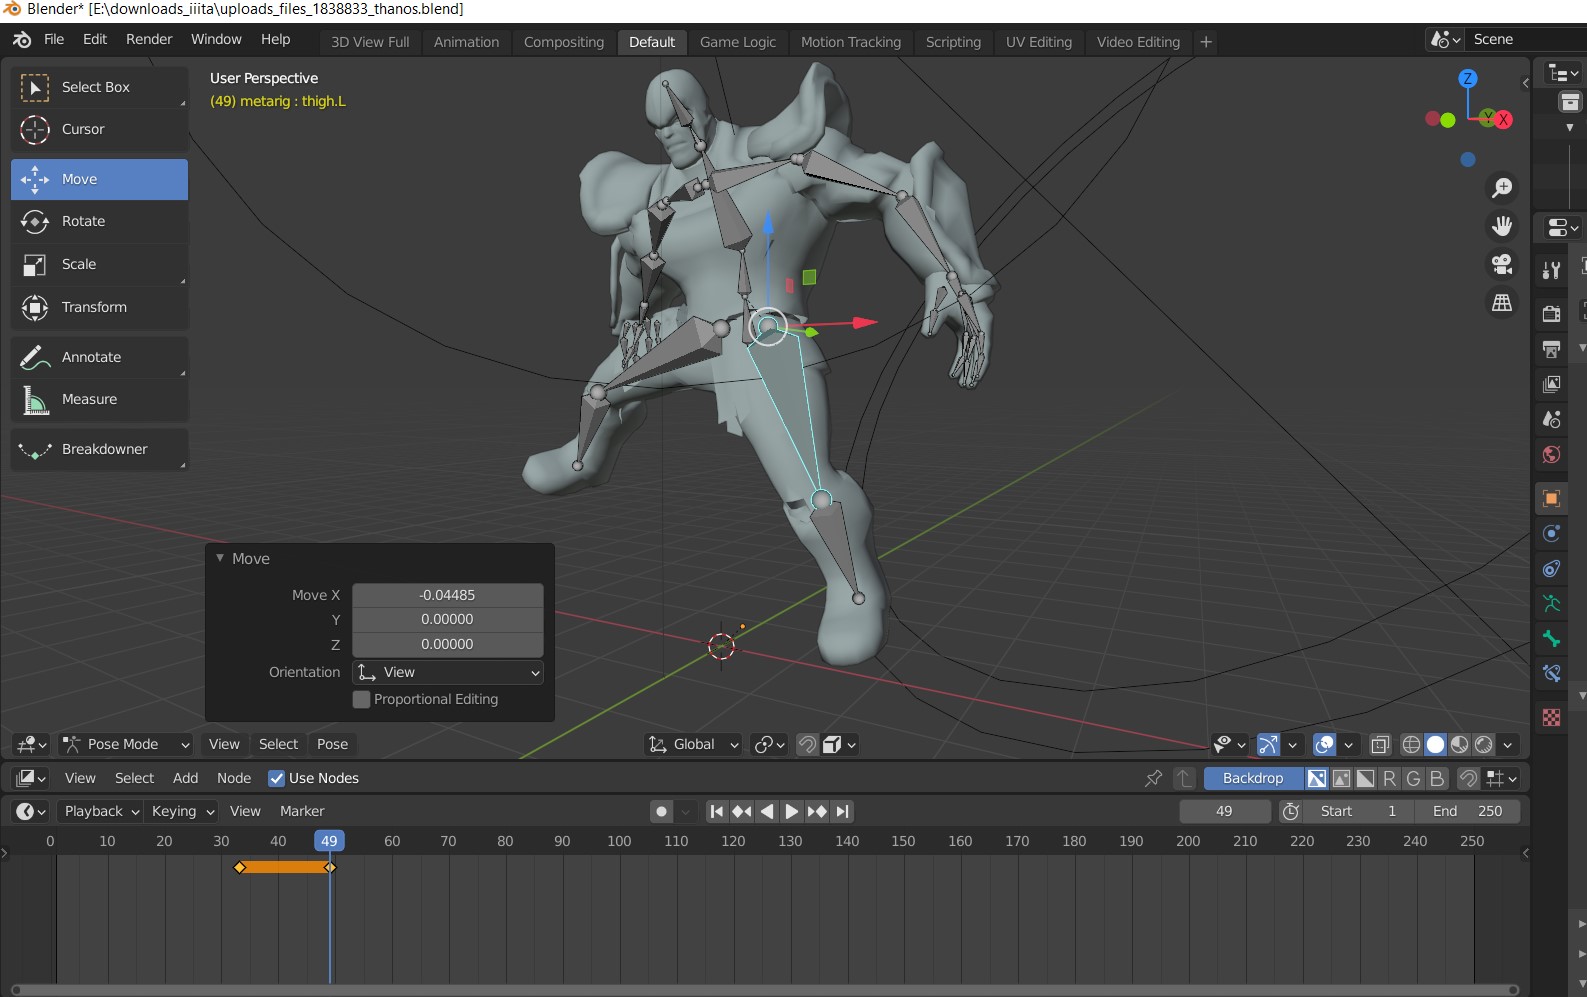 Blender* [E:\downloads_iiita\uploads_files_1838833_thanos.blend]
File Edit Render Window Help 3D View Full Animation Compositing Default Game Logic Motion Tracking Scripting UV Editing Video Editing + Scene
User Perspective
(49) metarig : thigh.L
Select Box
Cursor
Move
Rotate
Scale
Transform
Annotate
Measure
Breakdowner
Z
Y
X
Move
Move X -0.04485
Y 0.00000
Z 0.00000
Orientation View
Proportional Editing
Pose Mode View Select Pose Global
View Select Add Node Use Nodes Backdrop R G B
Playback Keying View Marker 49 Start 1 End 250
0 10 20 30 40 49 60 70 80 90 100 110 120 130 140 150 160 170 180 190 200 210 220 230 240 250